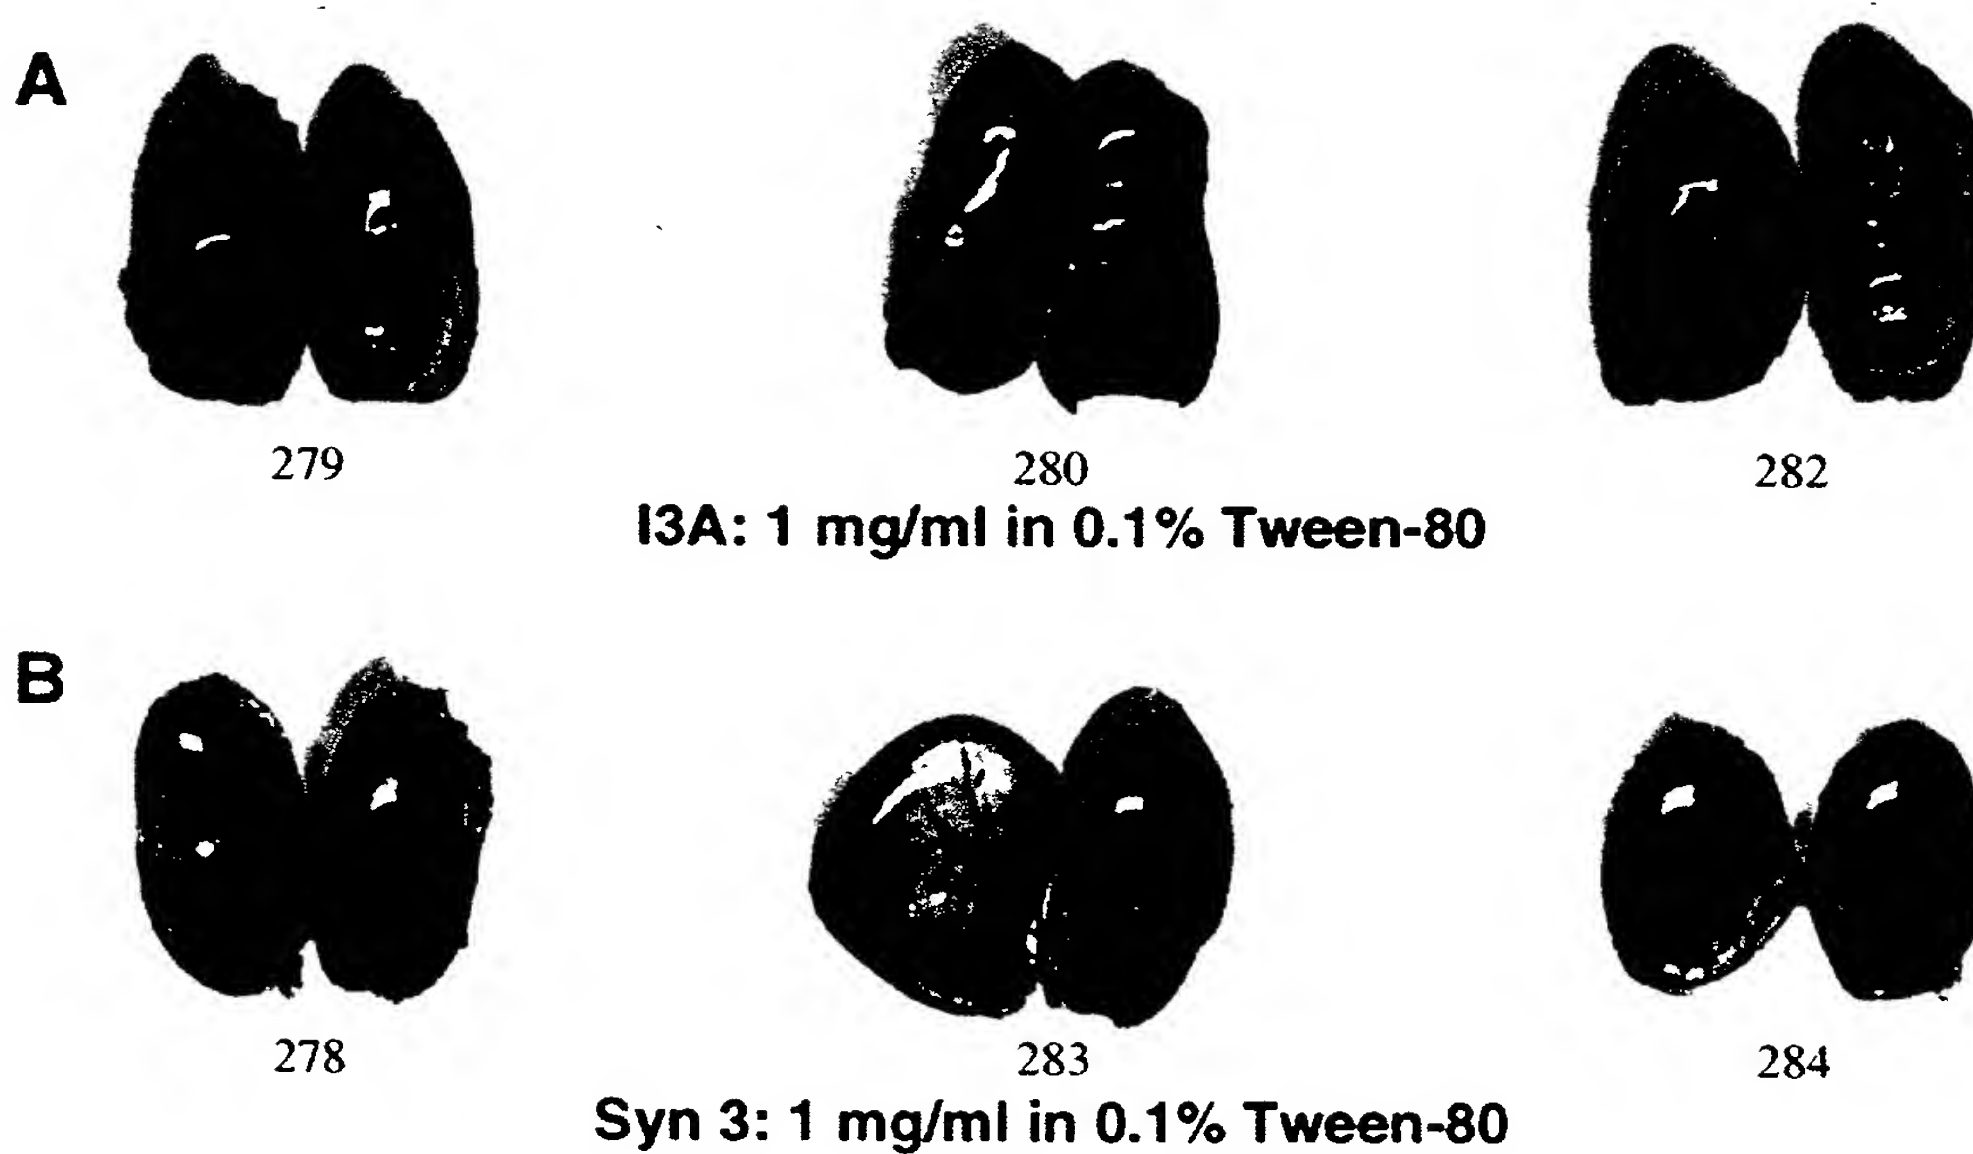 A
279 280 282
I3A: 1 mg/ml in 0.1% Tween-80
B
278 283 284
Syn 3: 1 mg/ml in 0.1% Tween-80